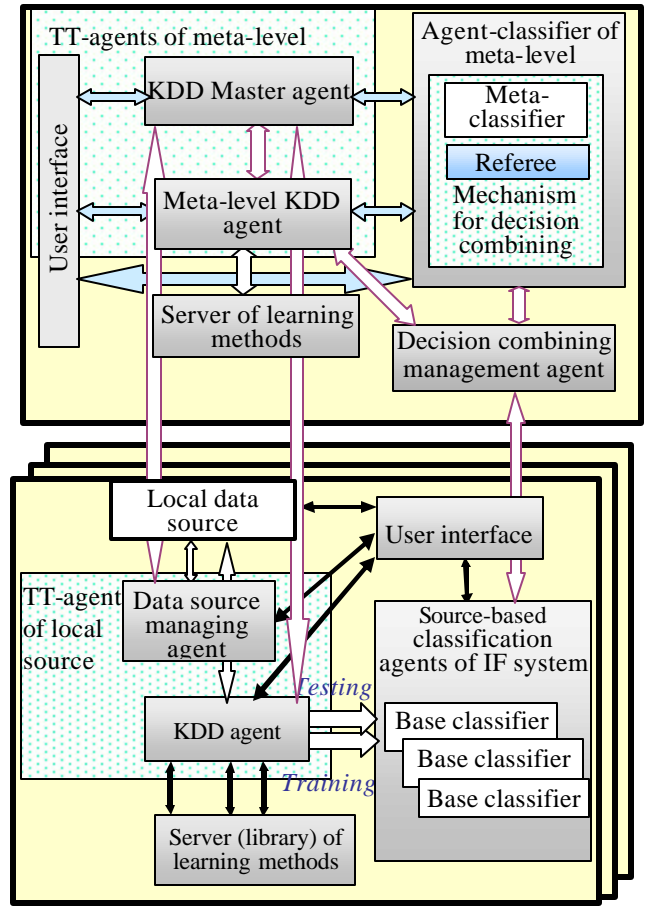 TT-agents of meta-level
Agent-classifier of
meta-level
KDD Master agent
Meta-
classifier
Referee
Mechanism
for decision
combining
User interface
Meta-level KDD
agent
Server of learning
methods
Decision combining
management agent
Local data
source
User interface
TT-agent
of local
source
Data source
managing
agent
Source-based
classification
agents of IF system
Testing
KDD agent
Base classifier
Base classifier
Base classifier
Training
Server (library) of
learning methods